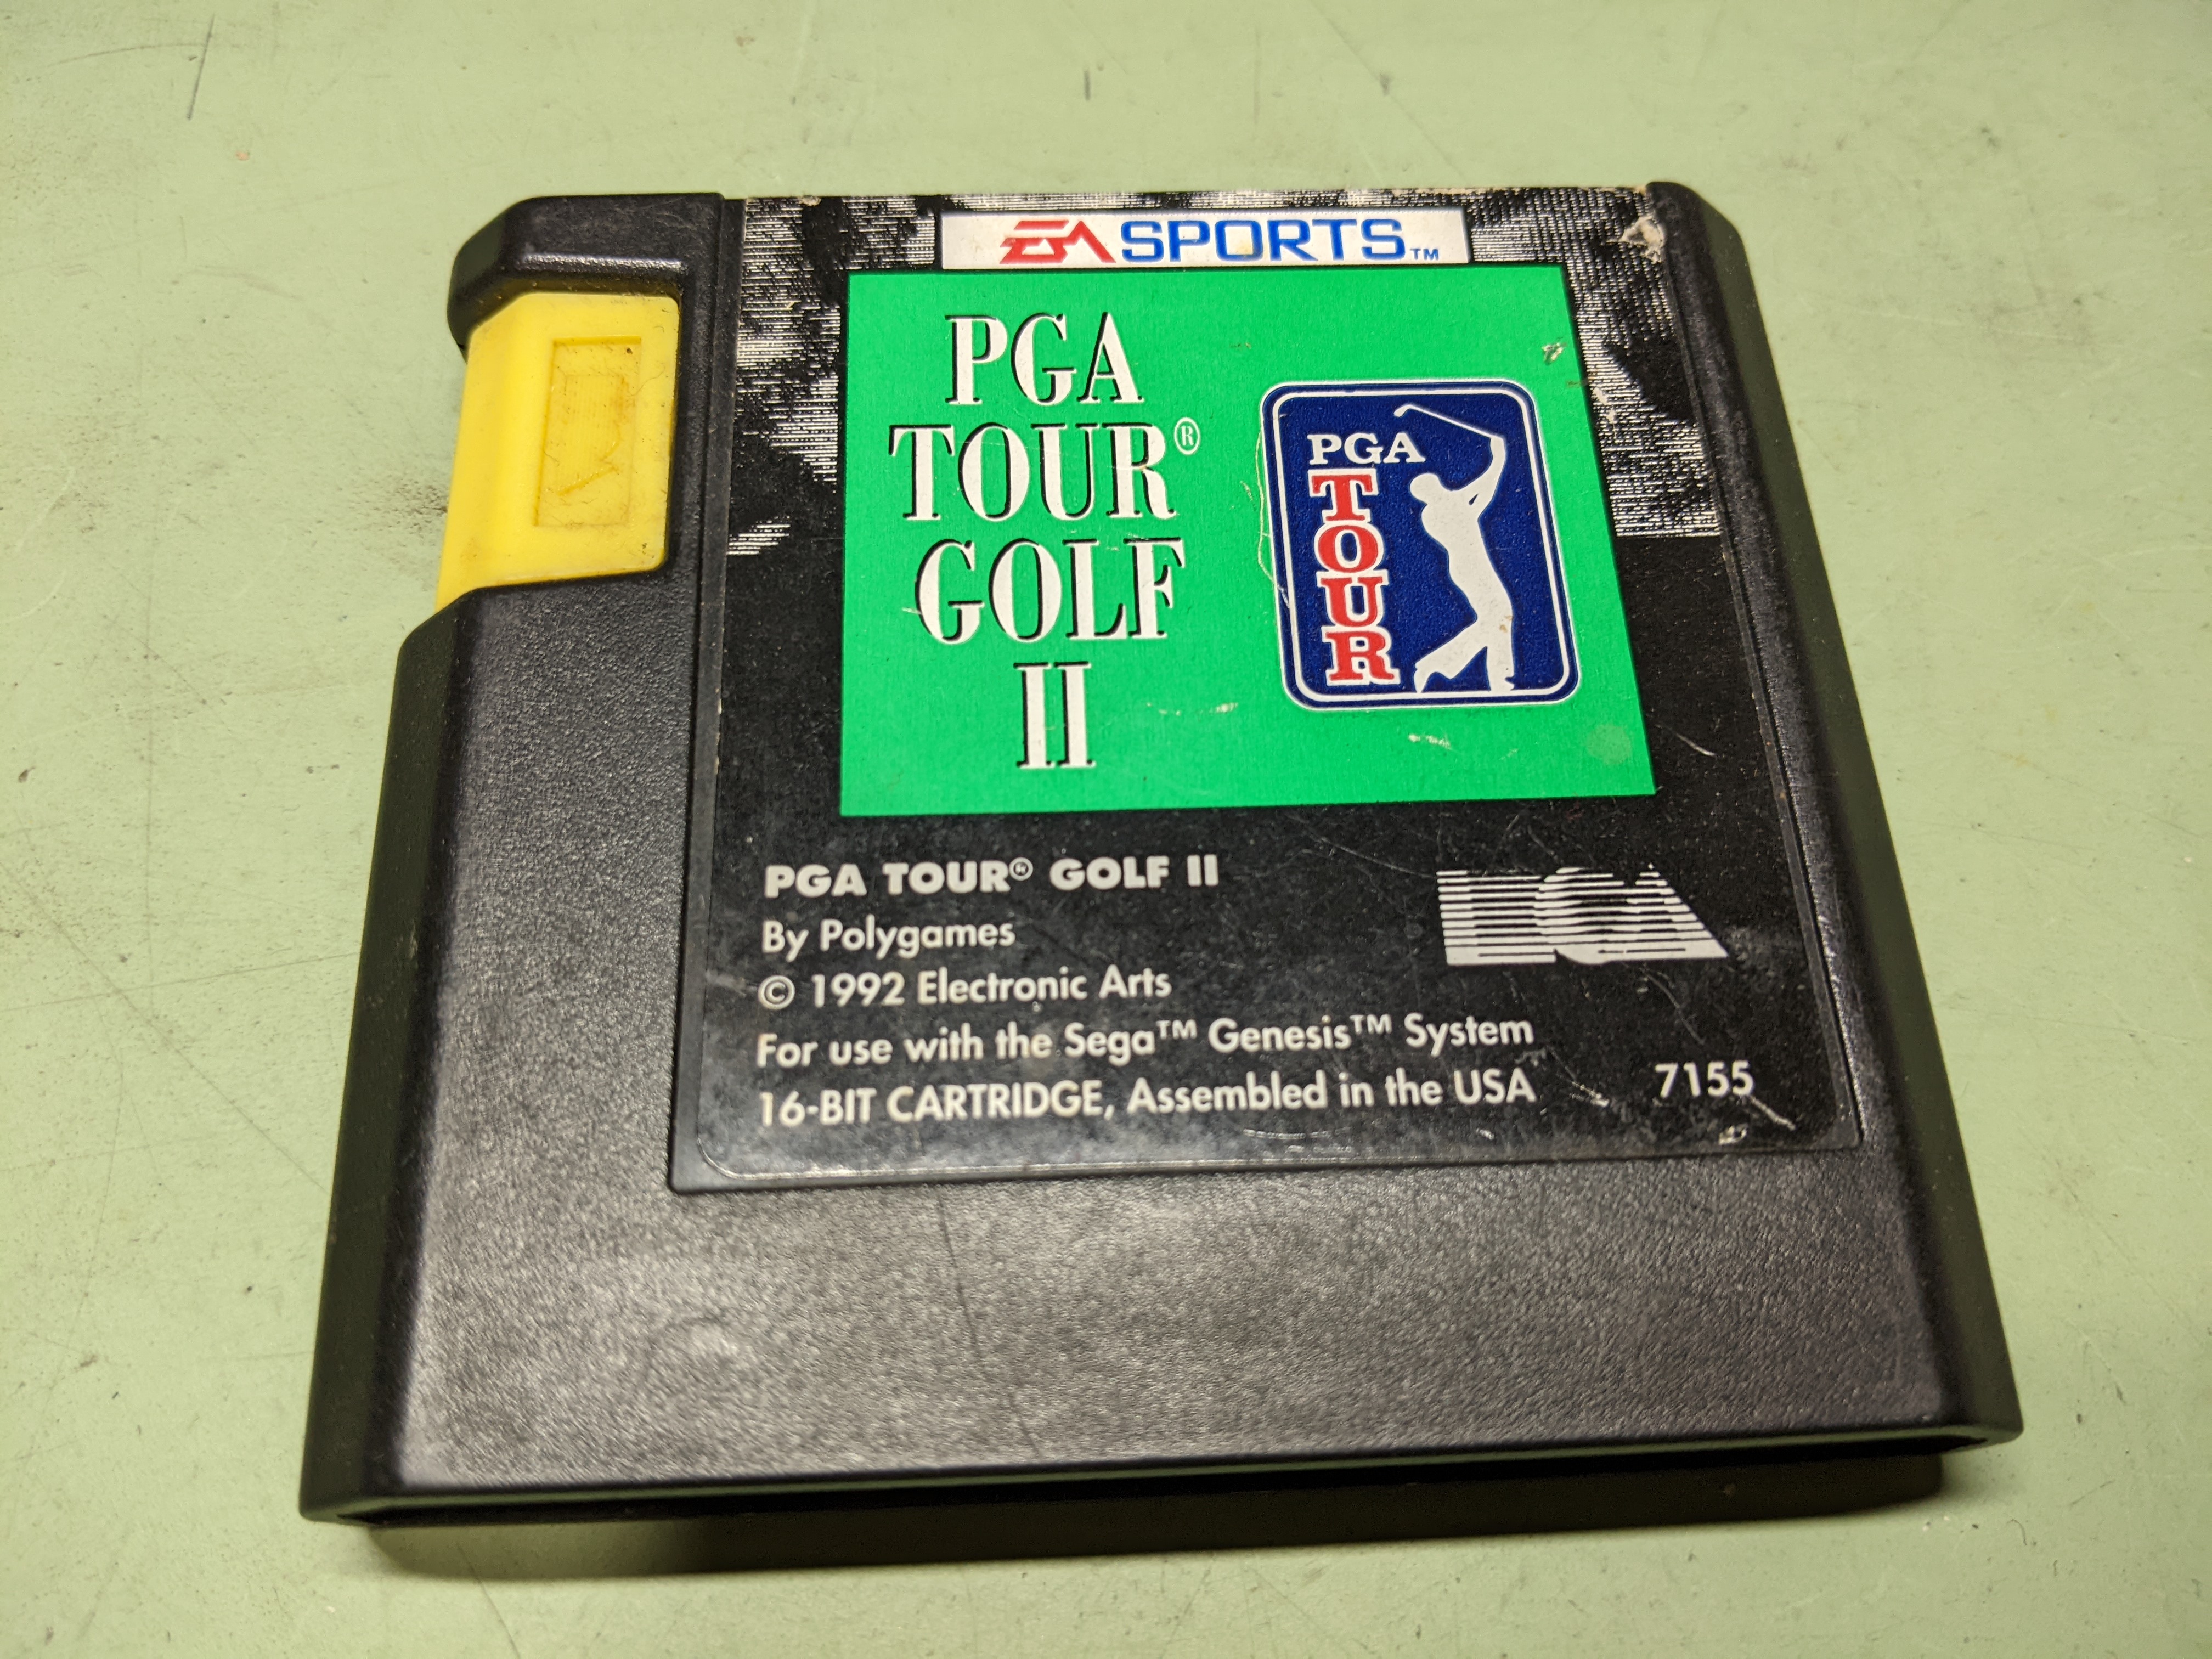 EA SPORTS™
PGA
TOUR®
GOLF
II
PGA
TOUR
PGA TOUR® GOLF II
By Polygames
© 1992 Electronic Arts
For use with the Sega™ Genesis™ System
16-BIT CARTRIDGE, Assembled in the USA
7155
EA